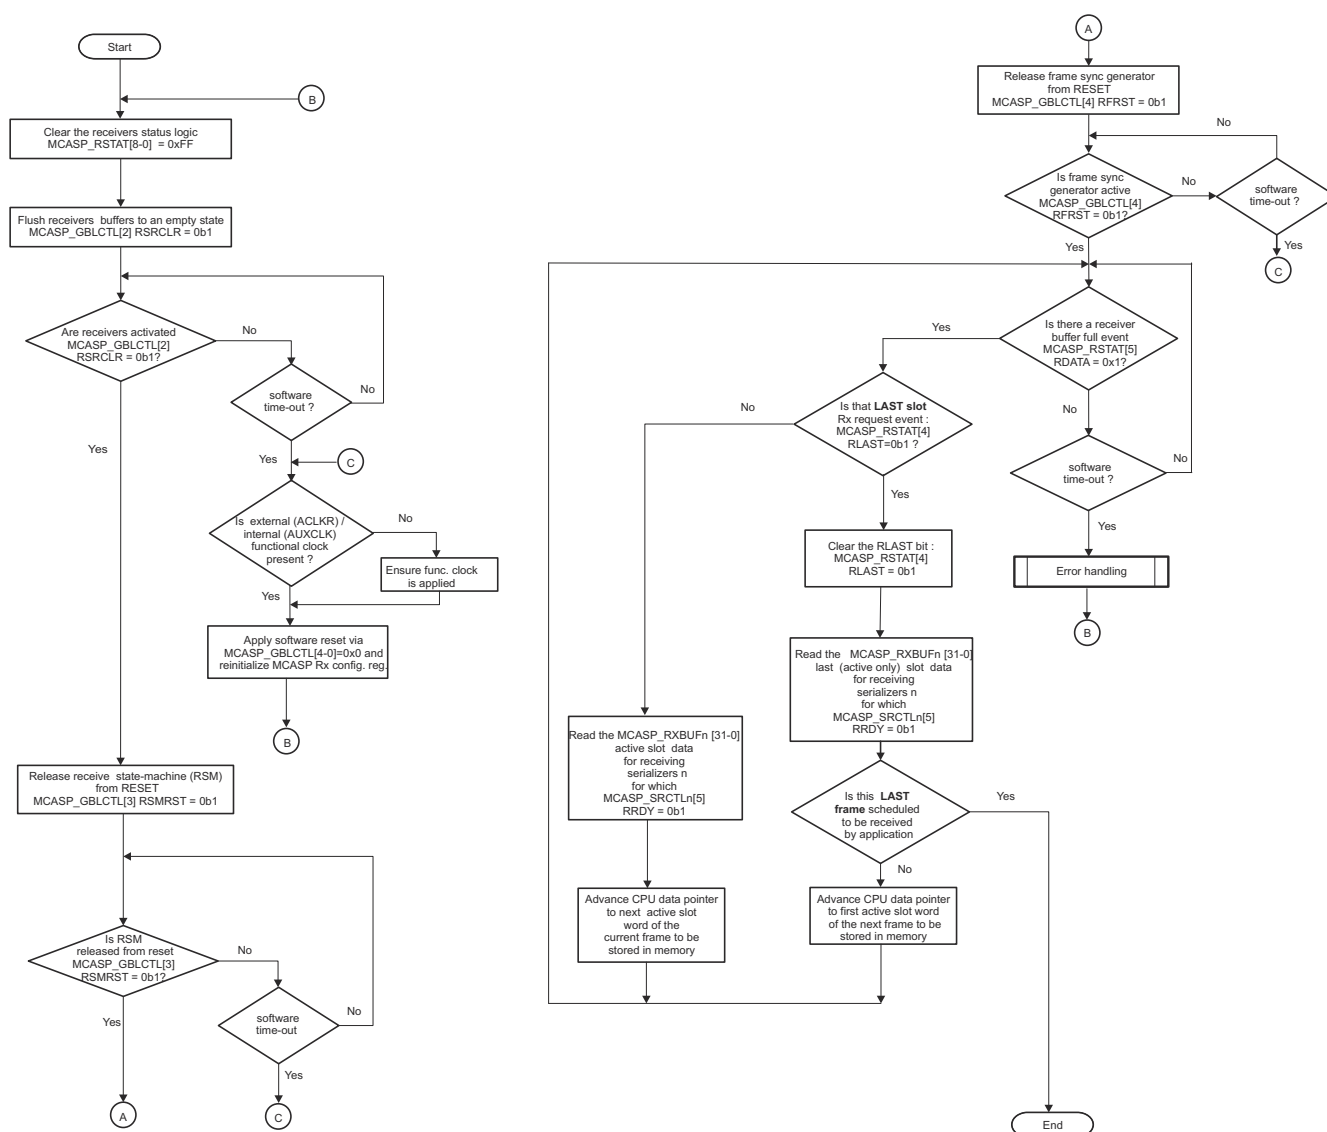 Start
B
Clear the receivers status logic
MCASP_RSTAT[8-0] = 0xFF
Flush receivers buffers to an empty state
MCASP_GBLCTL[2] RSRCLR = 0b1
Are receivers activated
MCASP_GBLCTL[2]
RSRCLR = 0b1?
No
software
time-out ?
No
Yes
Yes
C
Is external (ACLKR) /
internal (AUXCLK)
functional clock
present ?
No
Ensure func. clock
is applied
Yes
Apply software reset via
MCASP_GBLCTL[4-0]=0x0 and
reinitialize MCASP Rx config. reg.
B
Release receive state-machine (RSM)
from RESET
MCASP_GBLCTL[3] RSMRST = 0b1
Is RSM
released from reset
MCASP_GBLCTL[3]
RSMRST = 0b1?
No
software
time-out
No
Yes
Yes
A
C
A
Release frame sync generator
from RESET
MCASP_GBLCTL[4] RFRST = 0b1
No
Is frame sync
generator active
MCASP_GBLCTL[4]
RFRST = 0b1?
No
software
time-out ?
Yes
Yes
C
Is there a receiver
buffer full event
MCASP_RSTAT[5]
RDATA = 0x1?
Yes
No
Is that LAST slot
Rx request event :
MCASP_RSTAT[4]
RLAST=0b1 ?
No
Yes
software
time-out ?
No
Yes
Error handling
B
Clear the RLAST bit :
MCASP_RSTAT[4]
RLAST = 0b1
Read the MCASP_RXBUFn [31-0]
last (active only) slot data
for receiving
serializers n
for which
MCASP_SRCTLn[5]
RRDY = 0b1
Read the MCASP_RXBUFn [31-0]
active slot data
for receiving
serializers n
for which
MCASP_SRCTLn[5]
RRDY = 0b1
Is this LAST
frame scheduled
to be received
by application
Yes
No
Advance CPU data pointer
to next active slot
word of the
current frame to be
stored in memory
Advance CPU data pointer
to first active slot word
of the next frame to be
stored in memory
End